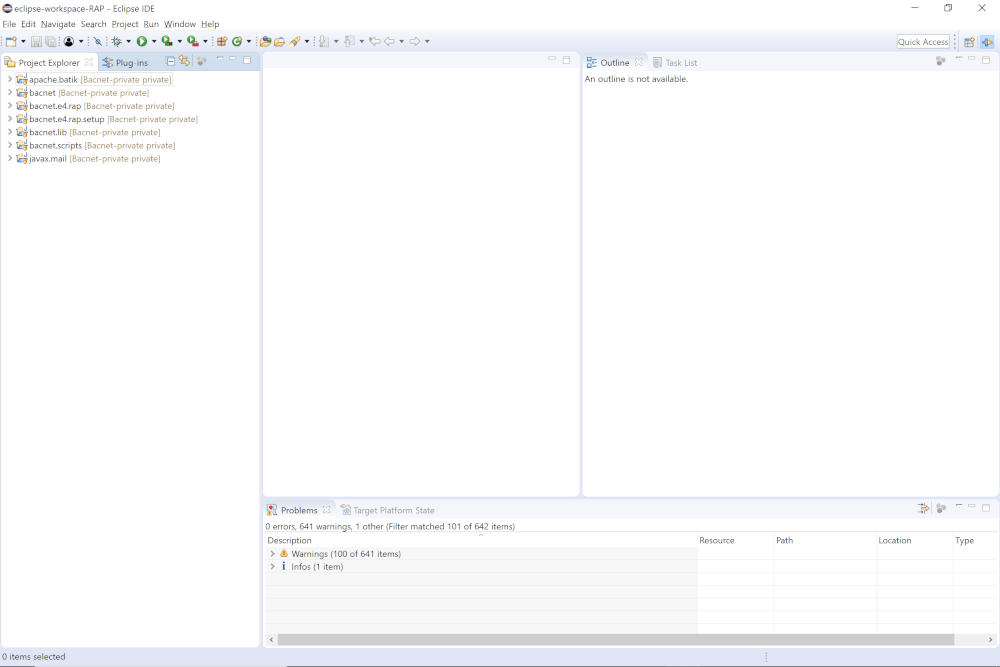 eclipse-workspace-RAP - Eclipse IDE
File Edit Navigate Search Project Run Window Help
Quick Access
Project Explorer Plug-ins
apache.batik [Bacnet-private private]
bacnet [Bacnet-private private]
bacnet.e4.rap [Bacnet-private private]
bacnet.e4.rap.setup [Bacnet-private private]
bacnet.lib [Bacnet-private private]
bacnet.scripts [Bacnet-private private]
javax.mail [Bacnet-private private]
Outline Task List
An outline is not available.
Problems Target Platform State
0 errors, 641 warnings, 1 other (Filter matched 101 of 642 items)
Description Resource Path Location Type
Warnings (100 of 641 items)
Infos (1 item)
0 items selected